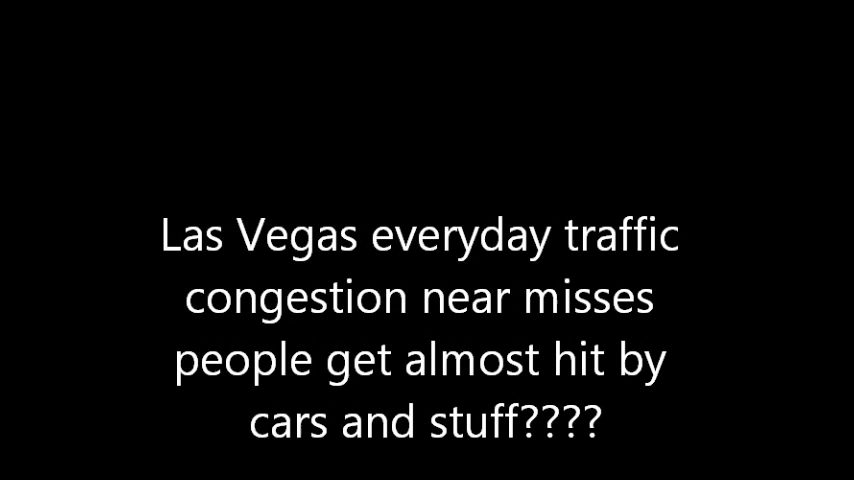 Las Vegas everyday traffic
congestion near misses
people get almost hit by
cars and stuff????